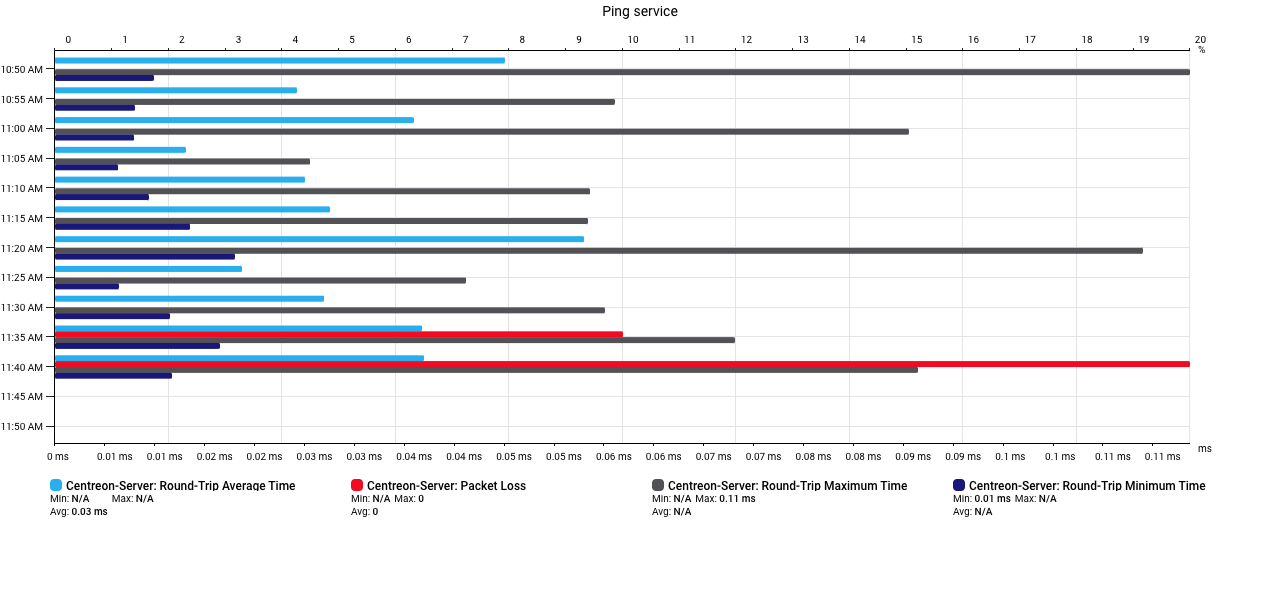 Ping service
0 1 2 3 4 5 6 7 8 9 10 11 12 13 14 15 16 17 18 19 20
%
10:50 AM
10:55 AM
11:00 AM
11:05 AM
11:10 AM
11:15 AM
11:20 AM
11:25 AM
11:30 AM
11:35 AM
11:40 AM
11:45 AM
11:50 AM
ms
0 ms 0.01 ms 0.01 ms 0.02 ms 0.02 ms 0.03 ms 0.03 ms 0.04 ms 0.04 ms 0.05 ms 0.05 ms 0.06 ms 0.06 ms 0.07 ms 0.07 ms 0.08 ms 0.08 ms 0.09 ms 0.09 ms 0.1 ms 0.1 ms 0.11 ms 0.11 ms
Centreon-Server: Round-Trip Average Time
Min: N/A Max: N/A
Avg: 0.03 ms
Centreon-Server: Packet Loss
Min: N/A Max: 0
Avg: 0
Centreon-Server: Round-Trip Maximum Time
Min: N/A Max: 0.11 ms
Avg: N/A
Centreon-Server: Round-Trip Minimum Time
Min: 0.01 ms Max: N/A
Avg: N/A